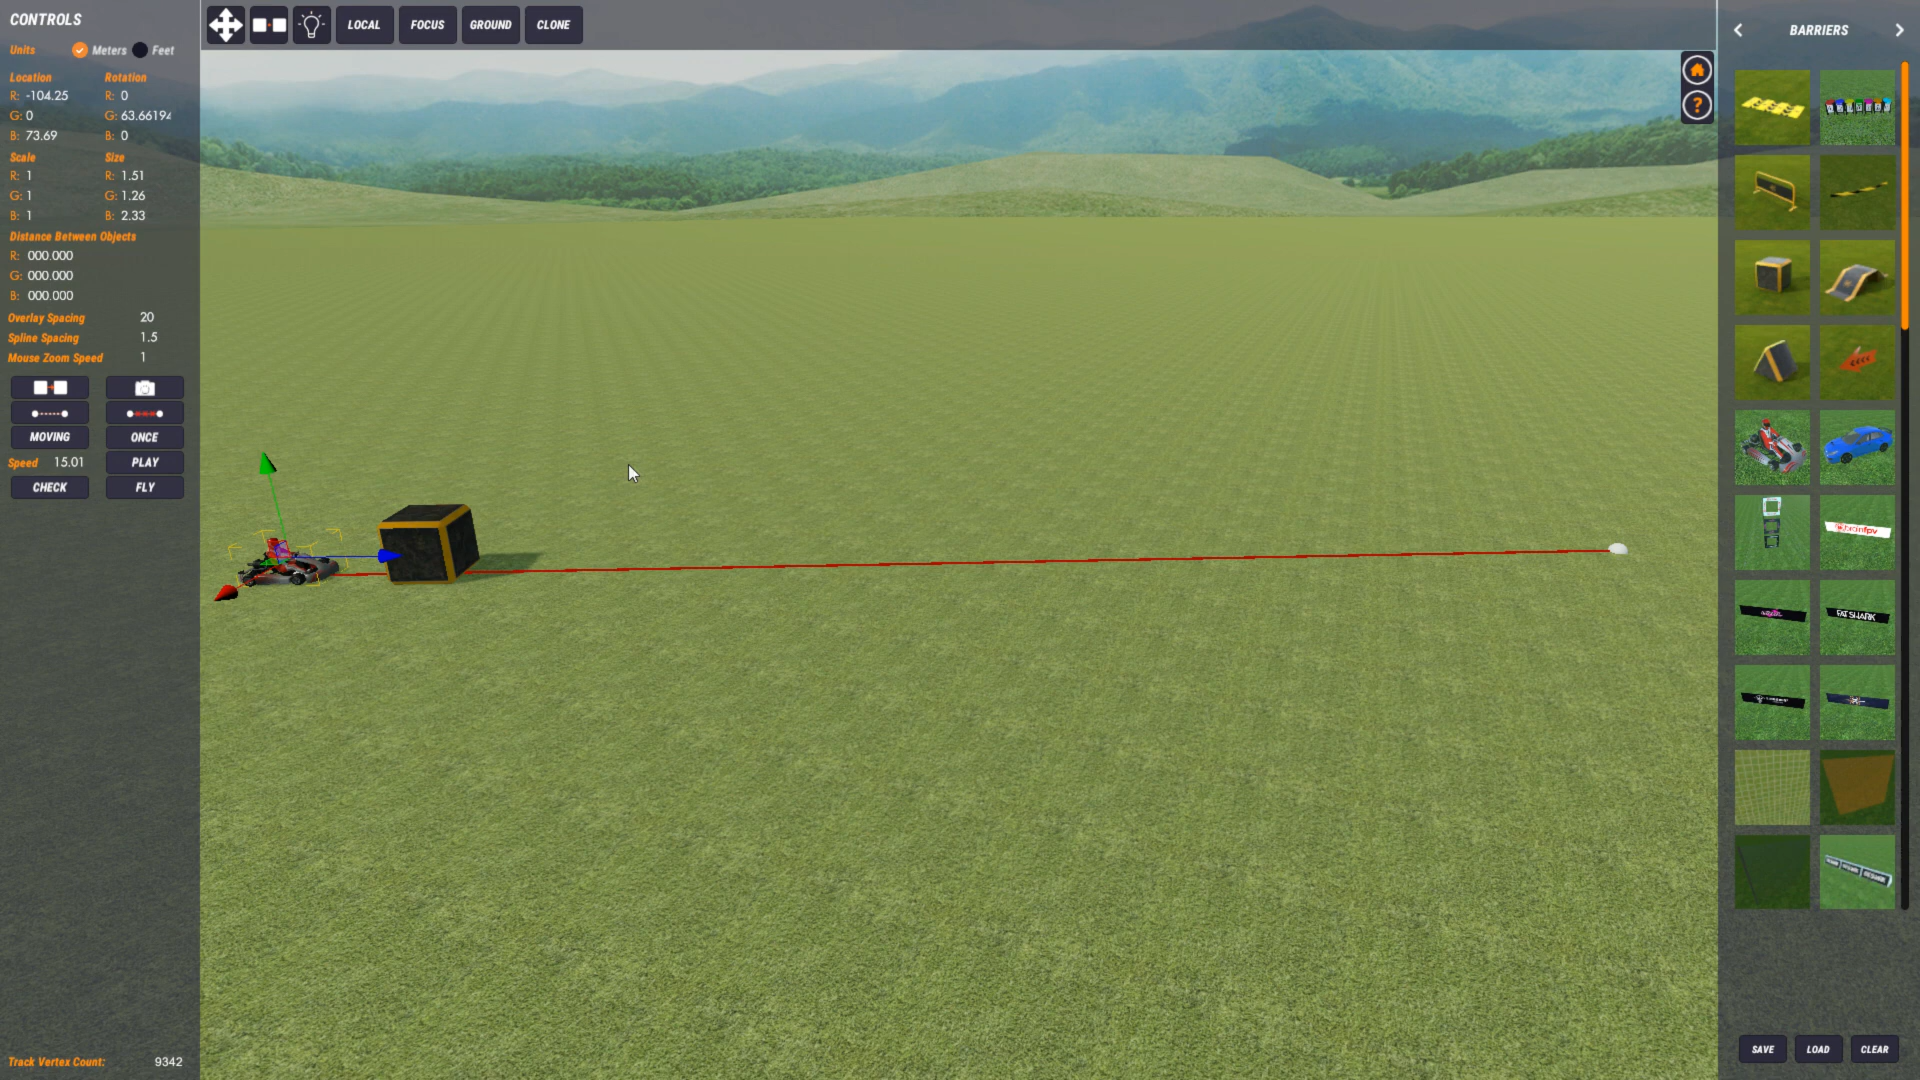 CONTROLS
Units Meters Feet
Location Rotation
R: -104.25 R: 0
G: 0 G: 63.66194
B: 73.69 B: 0
Scale Size
R: 1 R: 1.51
G: 1 G: 1.26
B: 1 B: 2.33
Distance Between Objects
R: 000.000
G: 000.000
B: 000.000
Overlay Spacing 20
Spline Spacing 1.5
Mouse Zoom Speed 1
MOVING ONCE
Speed 15.01 PLAY
CHECK FLY
Track Vertex Count: 9342
LOCAL FOCUS GROUND CLONE
?
BARRIERS
brainfpv
FAT SHARK
SAVE LOAD CLEAR